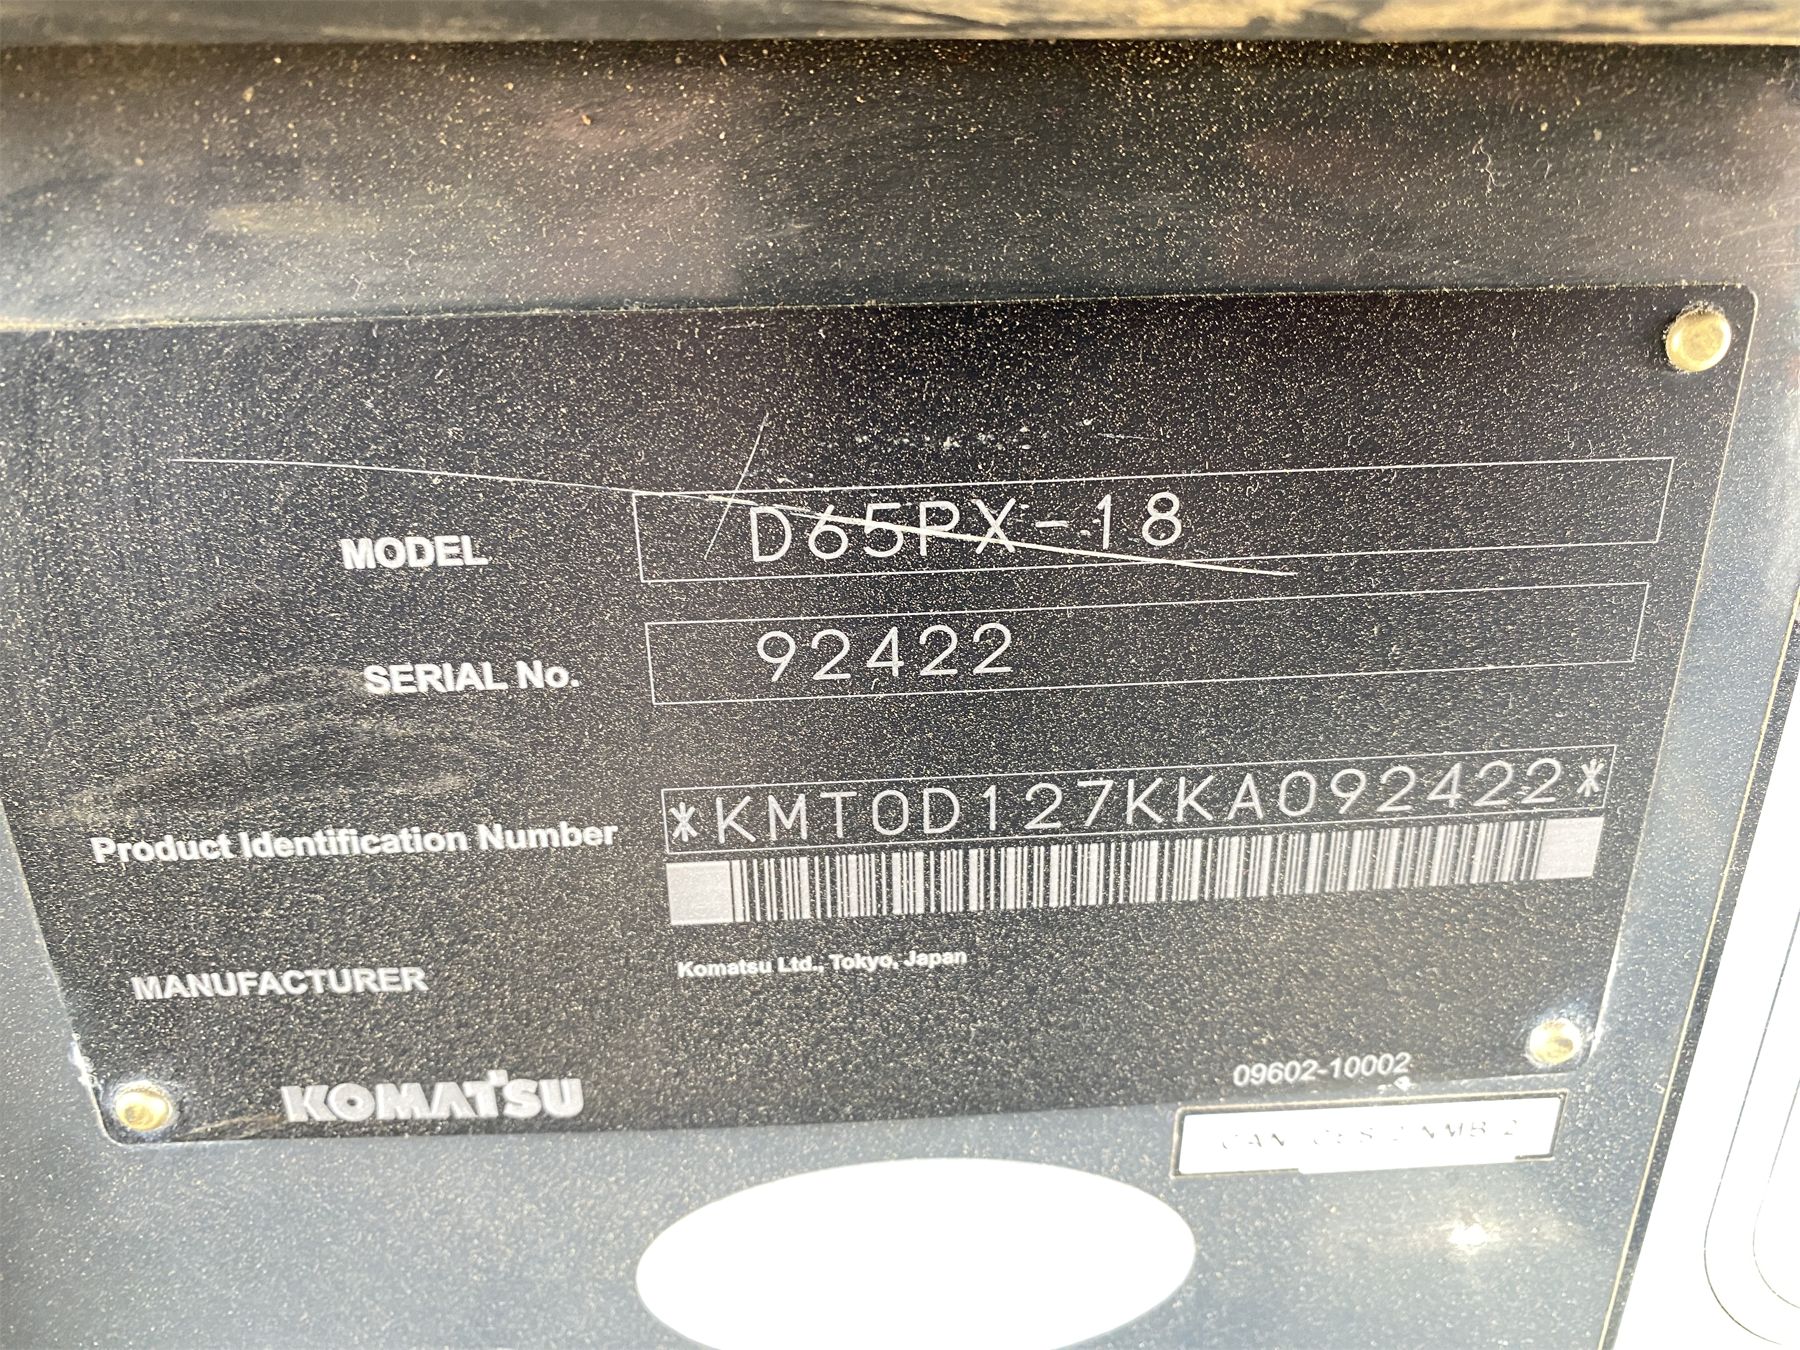 MODEL D65PX-18
SERIAL No. 92422
Product Identification Number *KMT0D127KKA092422*
MANUFACTURER Komatsu Ltd., Tokyo, Japan
KOMATSU
09602-10002